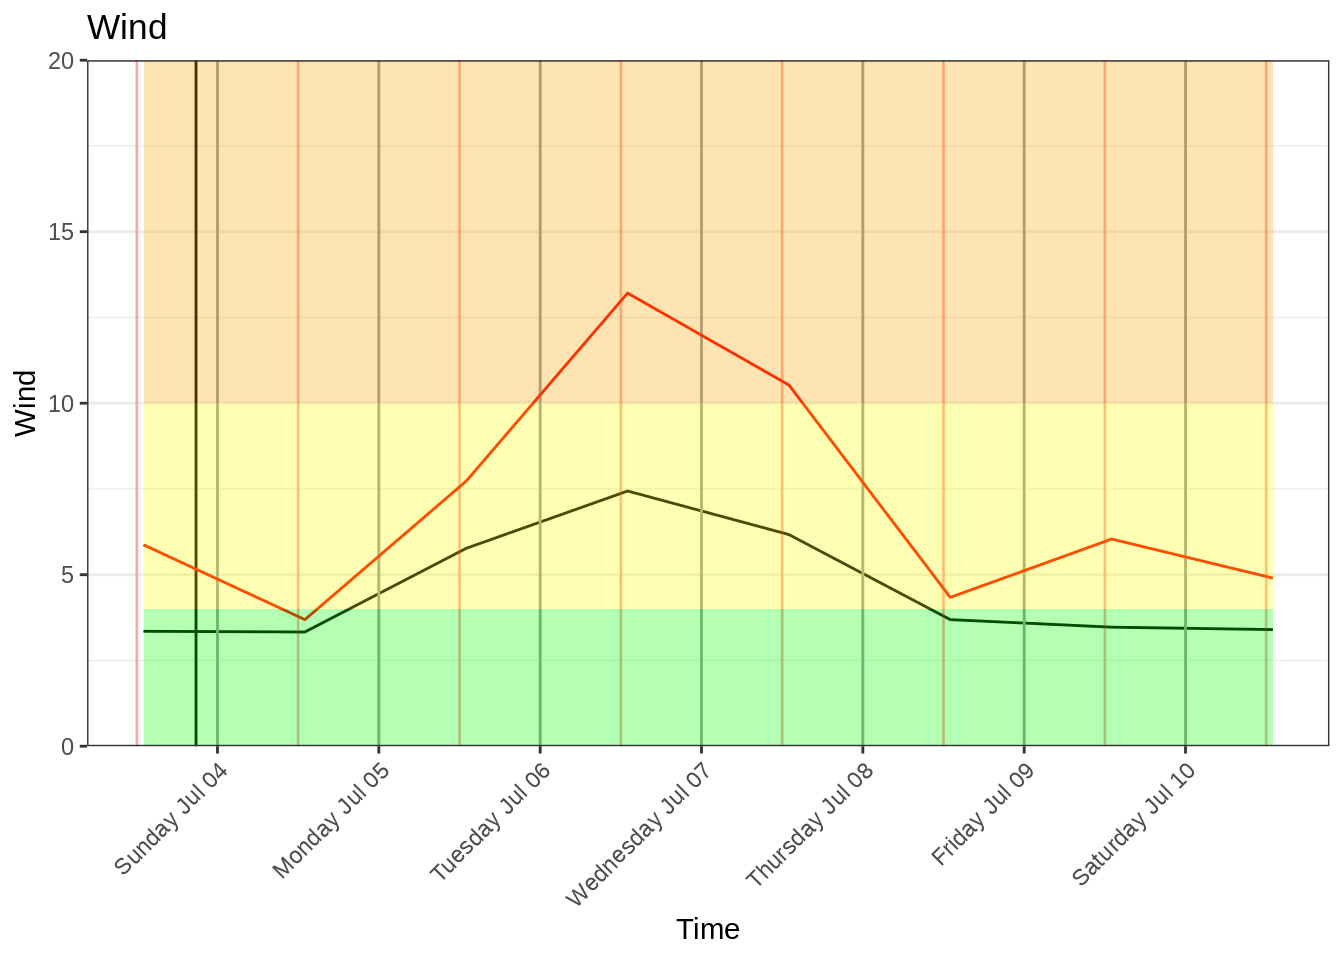 Wind
20
15
10
5
0
Wind
Sunday Jul 04
Monday Jul 05
Tuesday Jul 06
Wednesday Jul 07
Thursday Jul 08
Friday Jul 09
Saturday Jul 10
Time